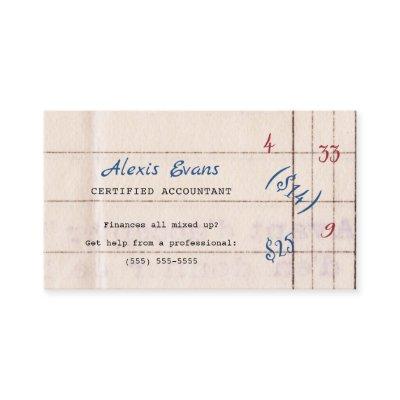 4
33
Alexis Evans
CERTIFIED ACCOUNTANT
($14)
Finances all mixed up?
9
Get help from a professional:
$25
(555) 555-5555